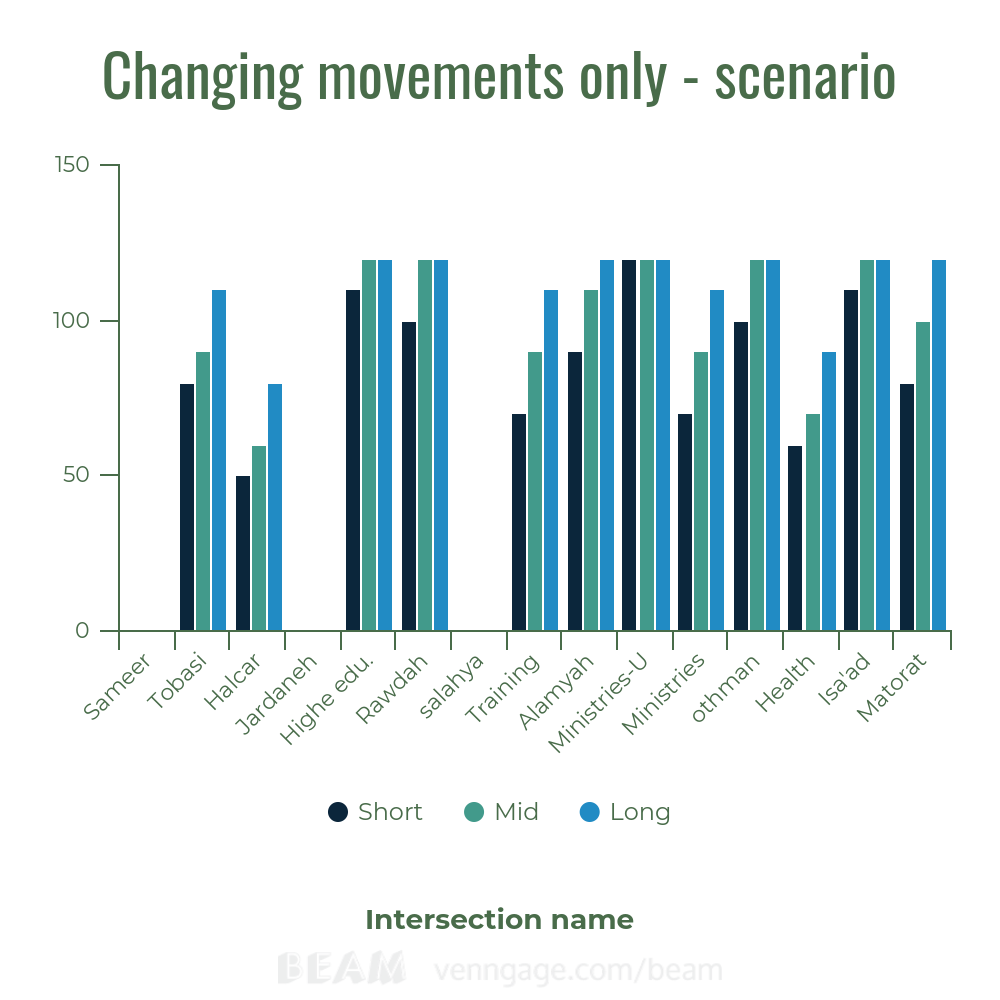 Changing movements only - scenario
150
100
50
0
Sameer
Tobasi
Halcar
Jardaneh
Highe edu.
Rawdah
salahya
Training
Alamyah
Ministries-U
Ministries
othman
Health
Isa'ad
Matorat
Short Mid Long
Intersection name
BEAM venngage.com/beam